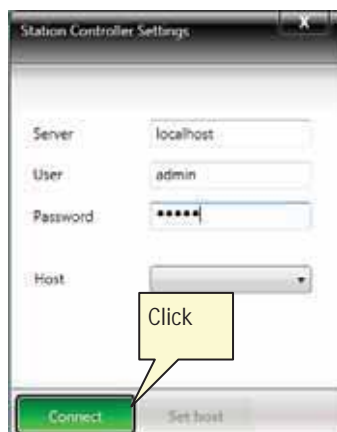 Station Controller Settings X
Server localhost
User admin
Password •••••
Host
Click
Connect Set host